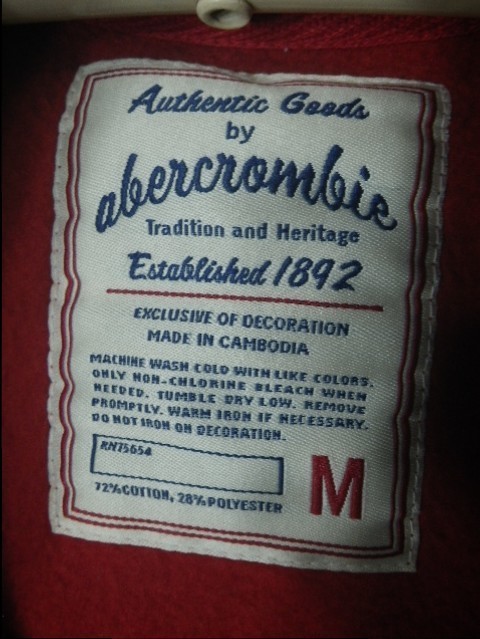 Authentic Goods
by
abercrombie
Tradition and Heritage
Established 1892
EXCLUSIVE OF DECORATION
MADE IN CAMBODIA
MACHINE WASH COLD WITH LIKE COLORS.
ONLY NON-CHLORINE BLEACH WHEN
NEEDED. TUMBLE DRY LOW. REMOVE
PROMPTLY. WARM IRON IF NECESSARY.
DO NOT IRON ON DECORATION.
RN75654
72%COTTON, 28%POLYESTER
M